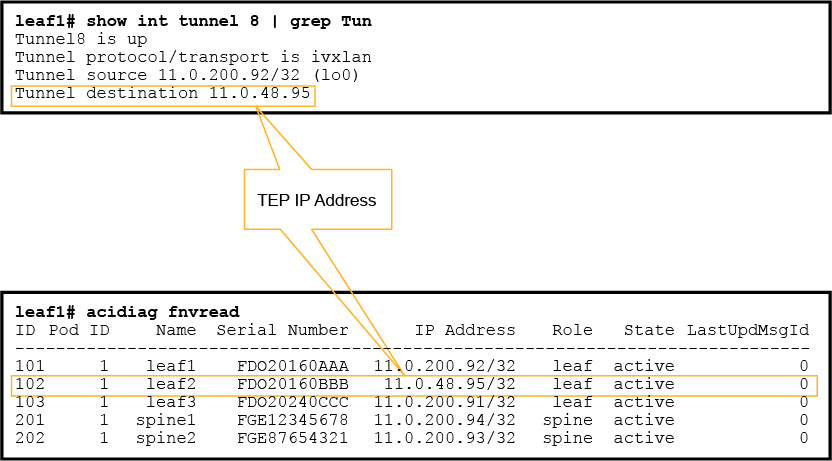 leaf1# show int tunnel 8 | grep Tun
Tunnel8 is up
Tunnel protocol/transport is ivxlan
Tunnel source 11.0.200.92/32 (lo0)
Tunnel destination 11.0.48.95
TEP IP Address
leaf1# acidiag fnvread
ID Pod ID Name Serial Number IP Address Role State LastUpdMsgId
--------------------------------------------------------------------------------
101 1 leaf1 FDO20160AAA 11.0.200.92/32 leaf active 0
102 1 leaf2 FDO20160BBB 11.0.48.95/32 leaf active 0
103 1 leaf3 FDO20240CCC 11.0.200.91/32 leaf active 0
201 1 spine1 FGE12345678 11.0.200.94/32 spine active 0
202 1 spine2 FGE87654321 11.0.200.93/32 spine active 0